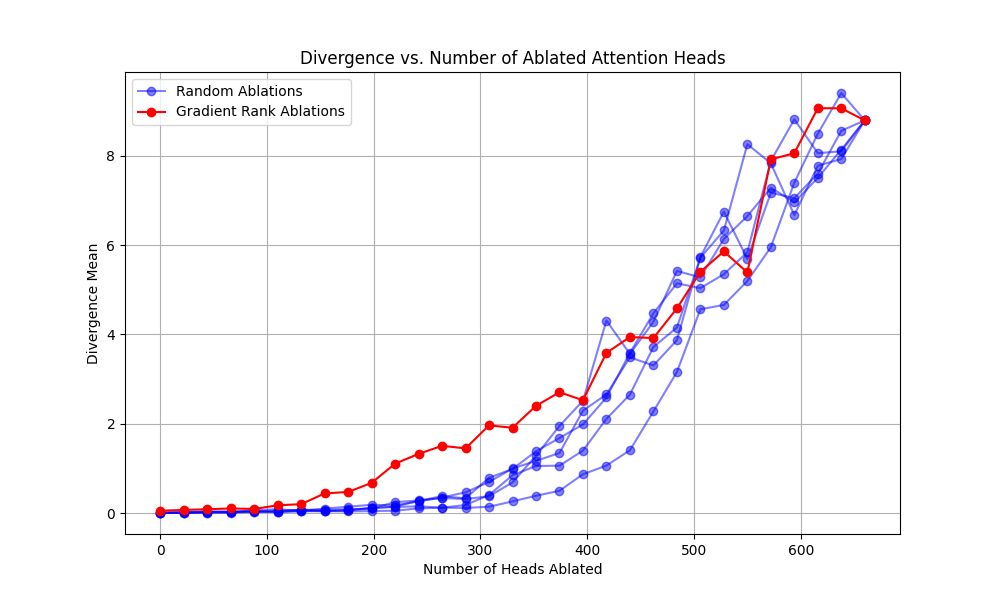 Divergence vs. Number of Ablated Attention Heads
Random Ablations
Gradient Rank Ablations
8
6
4
2
0
Divergence Mean
0 100 200 300 400 500 600
Number of Heads Ablated